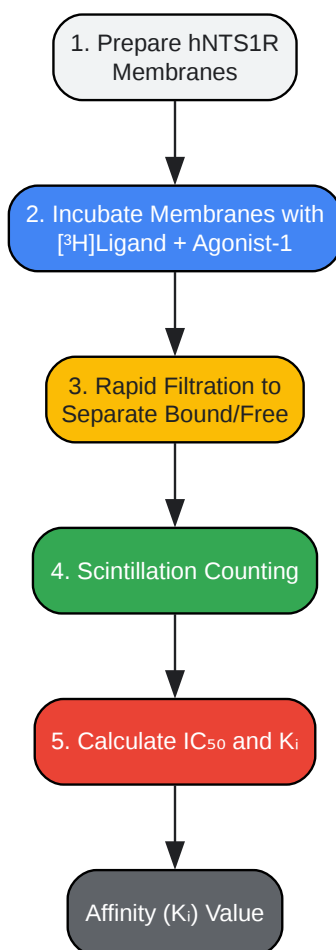 1. Prepare hNTS1R
Membranes
2. Incubate Membranes with
[³H]Ligand + Agonist-1
3. Rapid Filtration to
Separate Bound/Free
4. Scintillation Counting
5. Calculate IC₅₀ and Kᵢ
Affinity (Kᵢ) Value